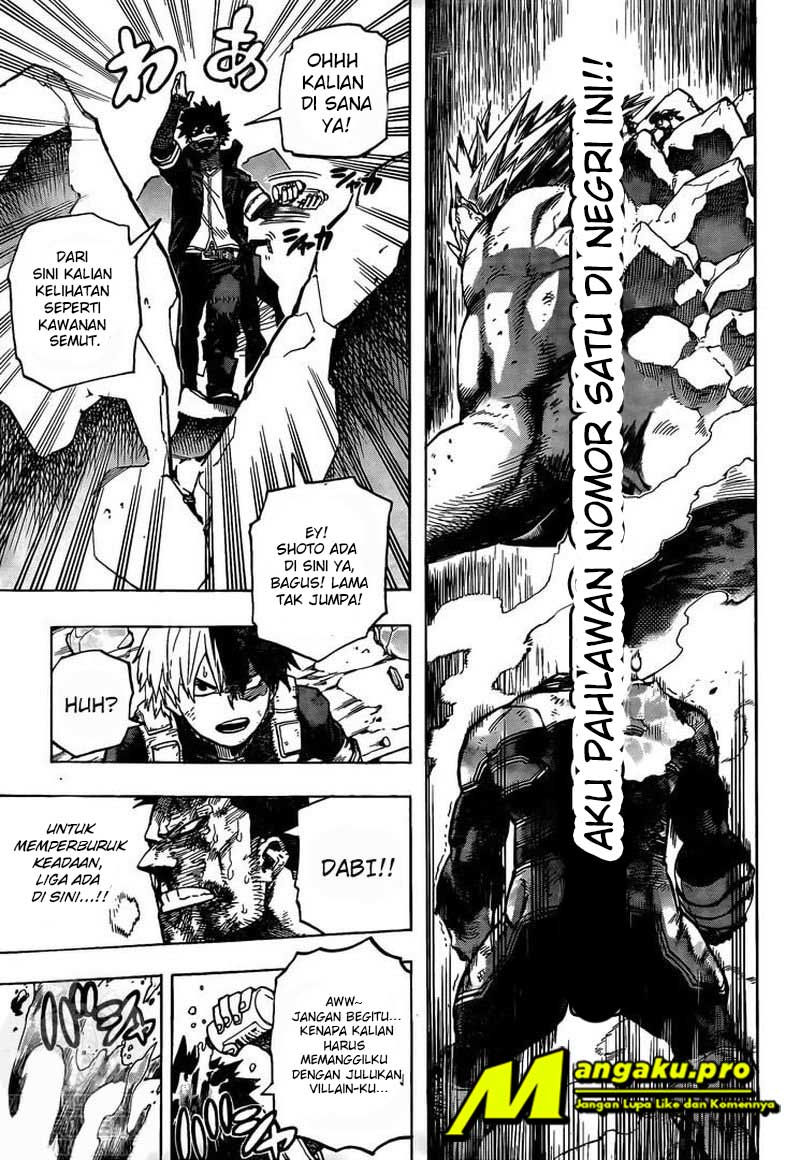 AKU PAHLAWAN NOMOR SATU DI NEGRI INI!!
わあ
OHHH
KALIAN
DI SANA
YA!
DARI
SINI KALIAN
KELIHATAN
SEPERTI
KAWANAN
SEMUT.
EY!
SHOTO ADA
DI SINI YA,
BAGUS! LAMA
TAK JUMPA!
HUH?
DABI!!
UNTUK
MEMPERBURUK
KEADAAN,
LIGA ADA
DI SINI...!!
AWW~
JANGAN BEGITU...
KENAPA KALIAN
HARUS
MEMANGGILKU
DENGAN JULUKAN
VILLAIN-KU...
Mangaku.pro
Jangan Lupa Like dan Komennya